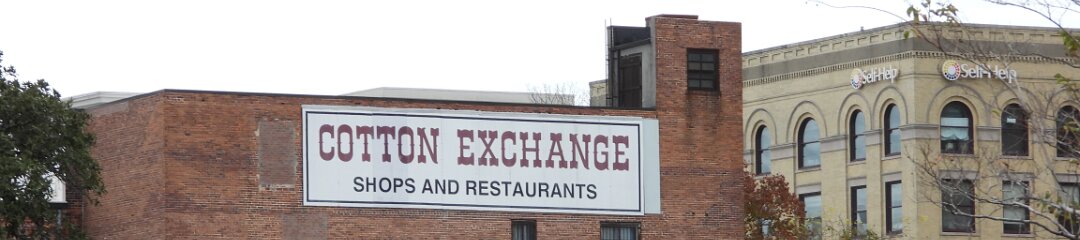 COTTON EXCHANGE
SHOPS AND RESTAURANTS
Self-Help
Self-Help